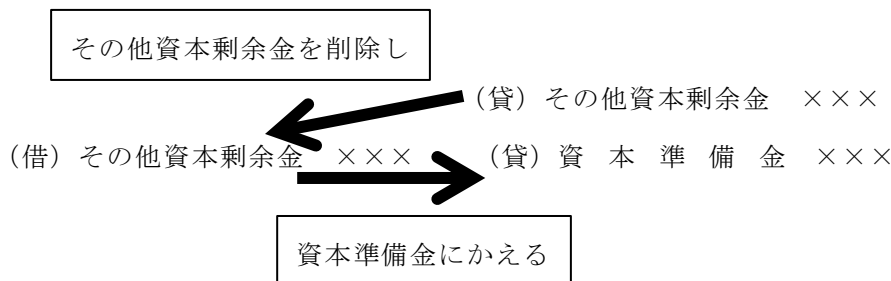 その他資本剰余金を削除し
（貸）その他資本剰余金　×××
（借）その他資本剰余金　×××　（貸）資　本　準　備　金　×××
資本準備金にかえる